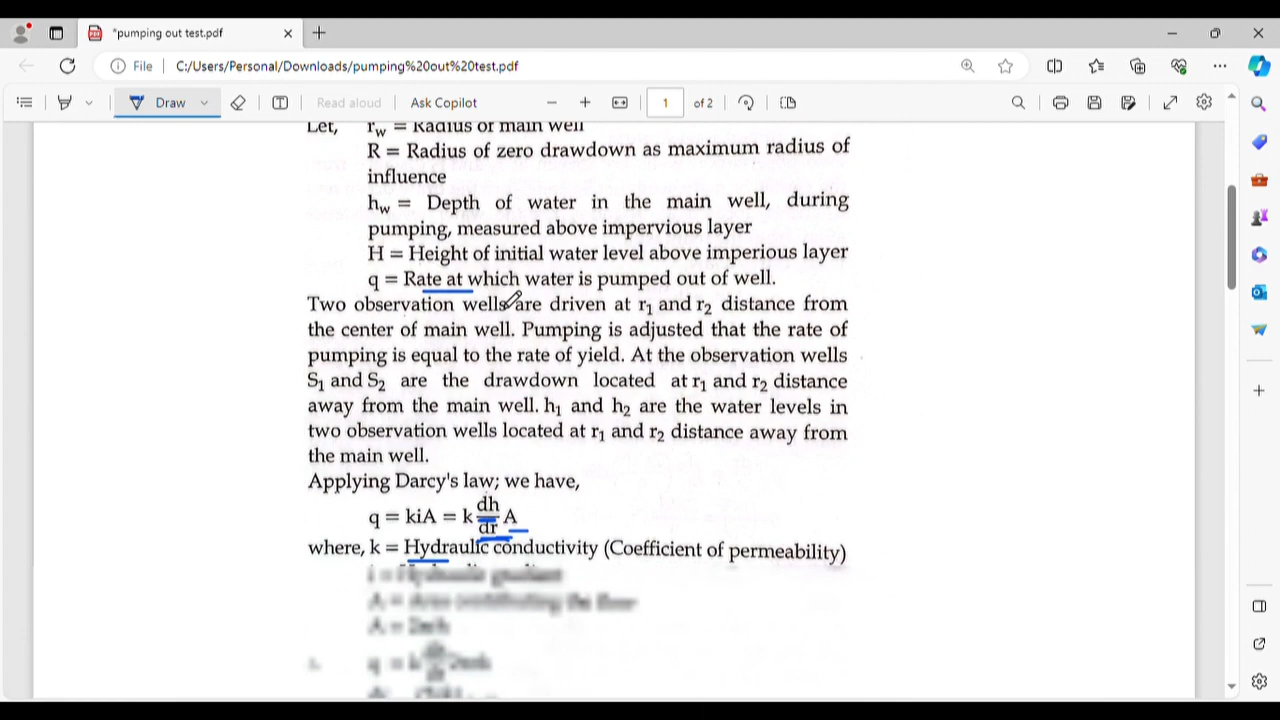 *pumping out test.pdf
File
C:/Users/Personal/Downloads/pumping%20out%20test.pdf
Draw
Read aloud
Ask Copilot
1
of 2
Let, rw = Radius of main well
R = Radius of zero drawdown as maximum radius of
influence
hw = Depth of water in the main well, during
pumping, measured above impervious layer
H = Height of initial water level above imperious layer
q = Rate at which water is pumped out of well.
Two observation wells are driven at r1 and r2 distance from
the center of main well. Pumping is adjusted that the rate of
pumping is equal to the rate of yield. At the observation wells
S1 and S2 are the drawdown located at r1 and r2 distance
away from the main well. h1 and h2 are the water levels in
two observation wells located at r1 and r2 distance away from
the main well.
Applying Darcy's law; we have,
q = kiA = k dh/dr A
where, k = Hydraulic conductivity (Coefficient of permeability)
i = Hydraulic gradient